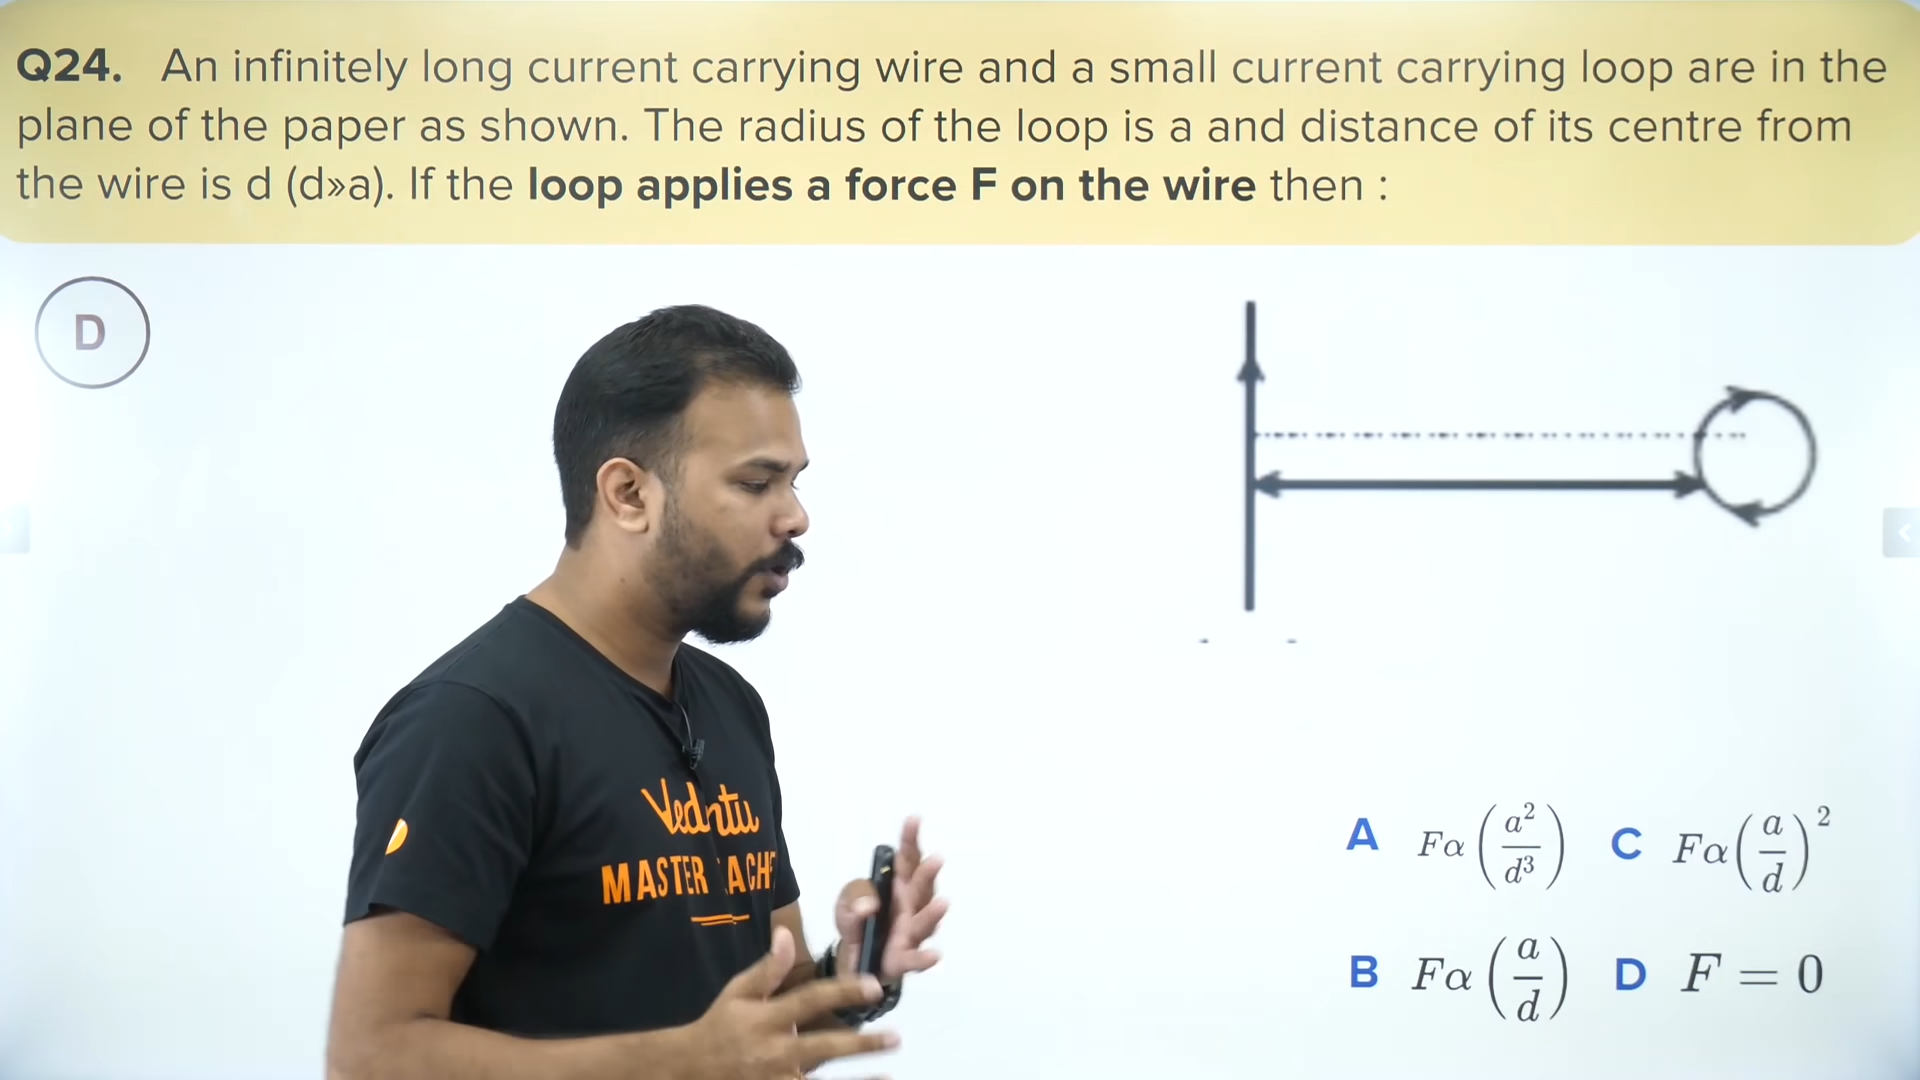 Q24. An infinitely long current carrying wire and a small current carrying loop are in the
plane of the paper as shown. The radius of the loop is a and distance of its centre from
the wire is d (d»a). If the loop applies a force F on the wire then :
D
Vedantu
MASTER
A Fα (a²/d³) C Fα (a/d)²
B Fα (a/d) D F = 0